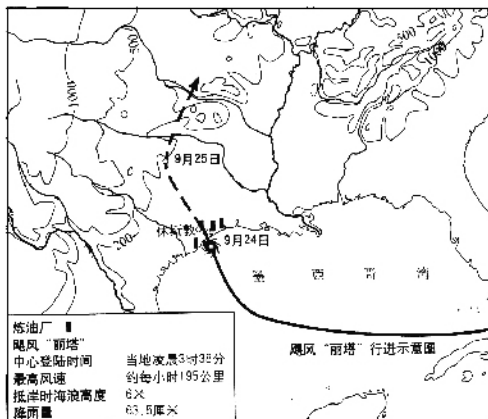 500
1000
200
1000
500
9月25日
休斯敦
9月24日
200
墨西哥湾
飓风“丽塔”行进示意图
炼油厂
飓风“丽塔”
中心登陆时间 当地凌晨3时38分
最高风速 约每小时195公里
抵岸时海浪高度 6米
降雨量 63.5厘米